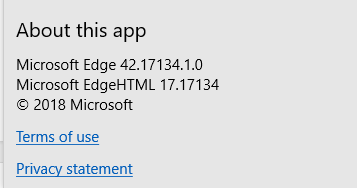 About this app
Microsoft Edge 42.17134.1.0
Microsoft EdgeHTML 17.17134
© 2018 Microsoft
Terms of use
Privacy statement